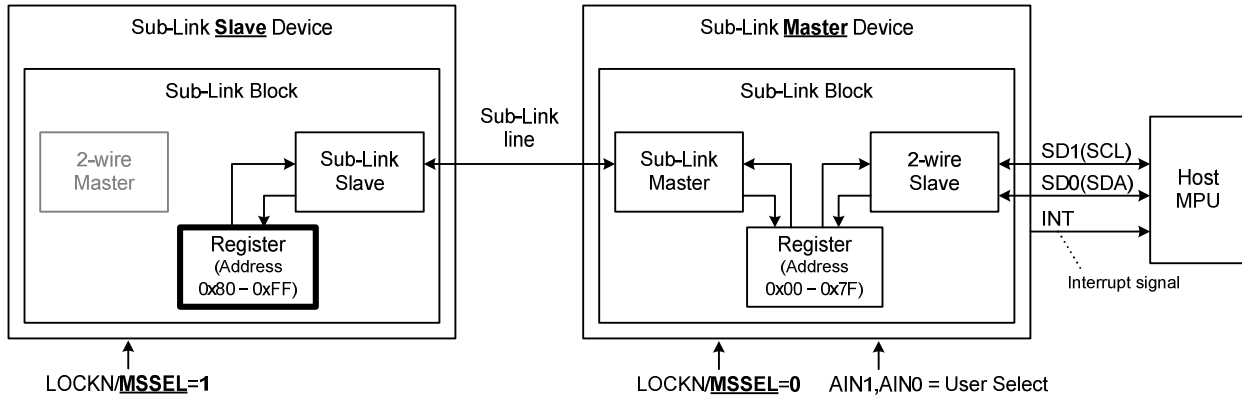 Sub-Link Slave Device
Sub-Link Block
2-wire
Master
Sub-Link
Slave
Register
(Address
0x80 – 0xFF)
LOCKN/MSSEL=1
Sub-Link
line
Sub-Link Master Device
Sub-Link Block
Sub-Link
Master
2-wire
Slave
Register
(Address
0x00 – 0x7F)
LOCKN/MSSEL=0
AIN1,AIN0 = User Select
SD1(SCL)
SD0(SDA)
INT
Interrupt signal
Host
MPU